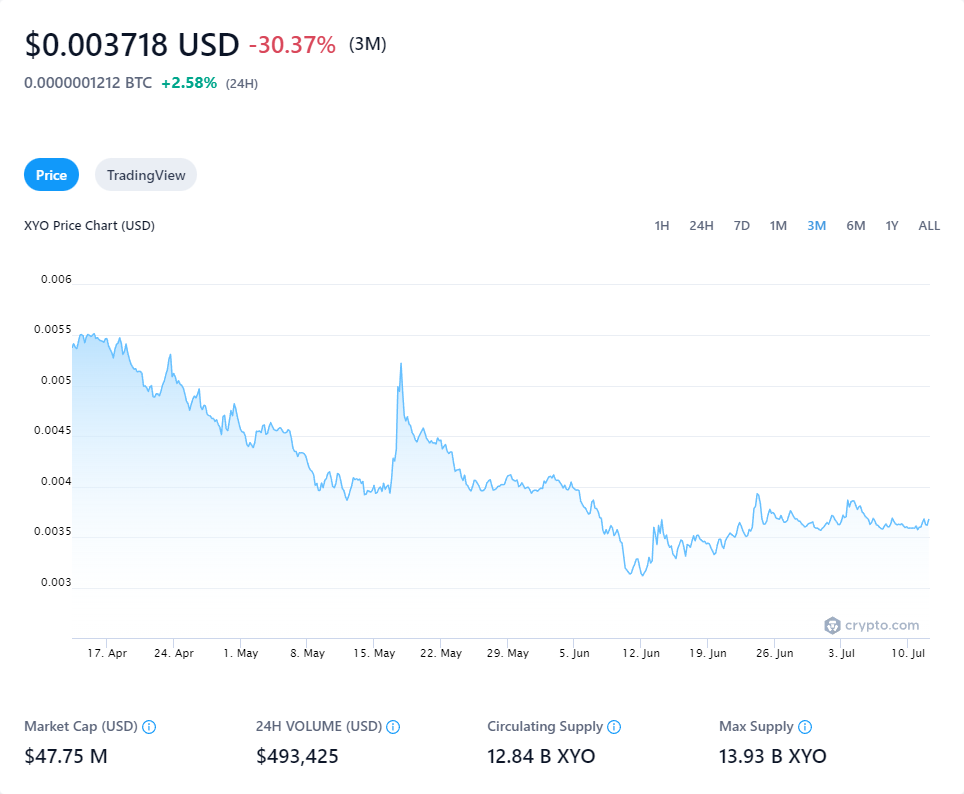 $0.003718 USD -30.37% (3M)
0.0000001212 BTC +2.58% (24H)
Price TradingView
XYO Price Chart (USD) 1H 24H 7D 1M 3M 6M 1Y ALL
0.006
0.0055
0.005
0.0045
0.004
0.0035
0.003
crypto.com
17. Apr 24. Apr 1. May 8. May 15. May 22. May 29. May 5. Jun 12. Jun 19. Jun 26. Jun 3. Jul 10. Jul
Market Cap (USD) 24H VOLUME (USD) Circulating Supply Max Supply
$47.75 M $493,425 12.84 B XYO 13.93 B XYO